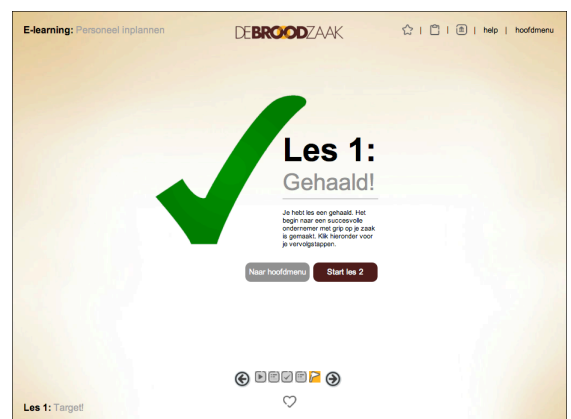 E-learning: Personeel inplannen
DEBROODZAAK
| | | help | hoofdmenu
Les 1:
Gehaald!
Je hebt les een gehaald. Het
begin naar een succesvolle
ondernemer met grip op je zaak
is gemaakt. Klik hieronder voor
je vervolgstappen.
Naar hoofdmenu
Start les 2
Les 1: Target!